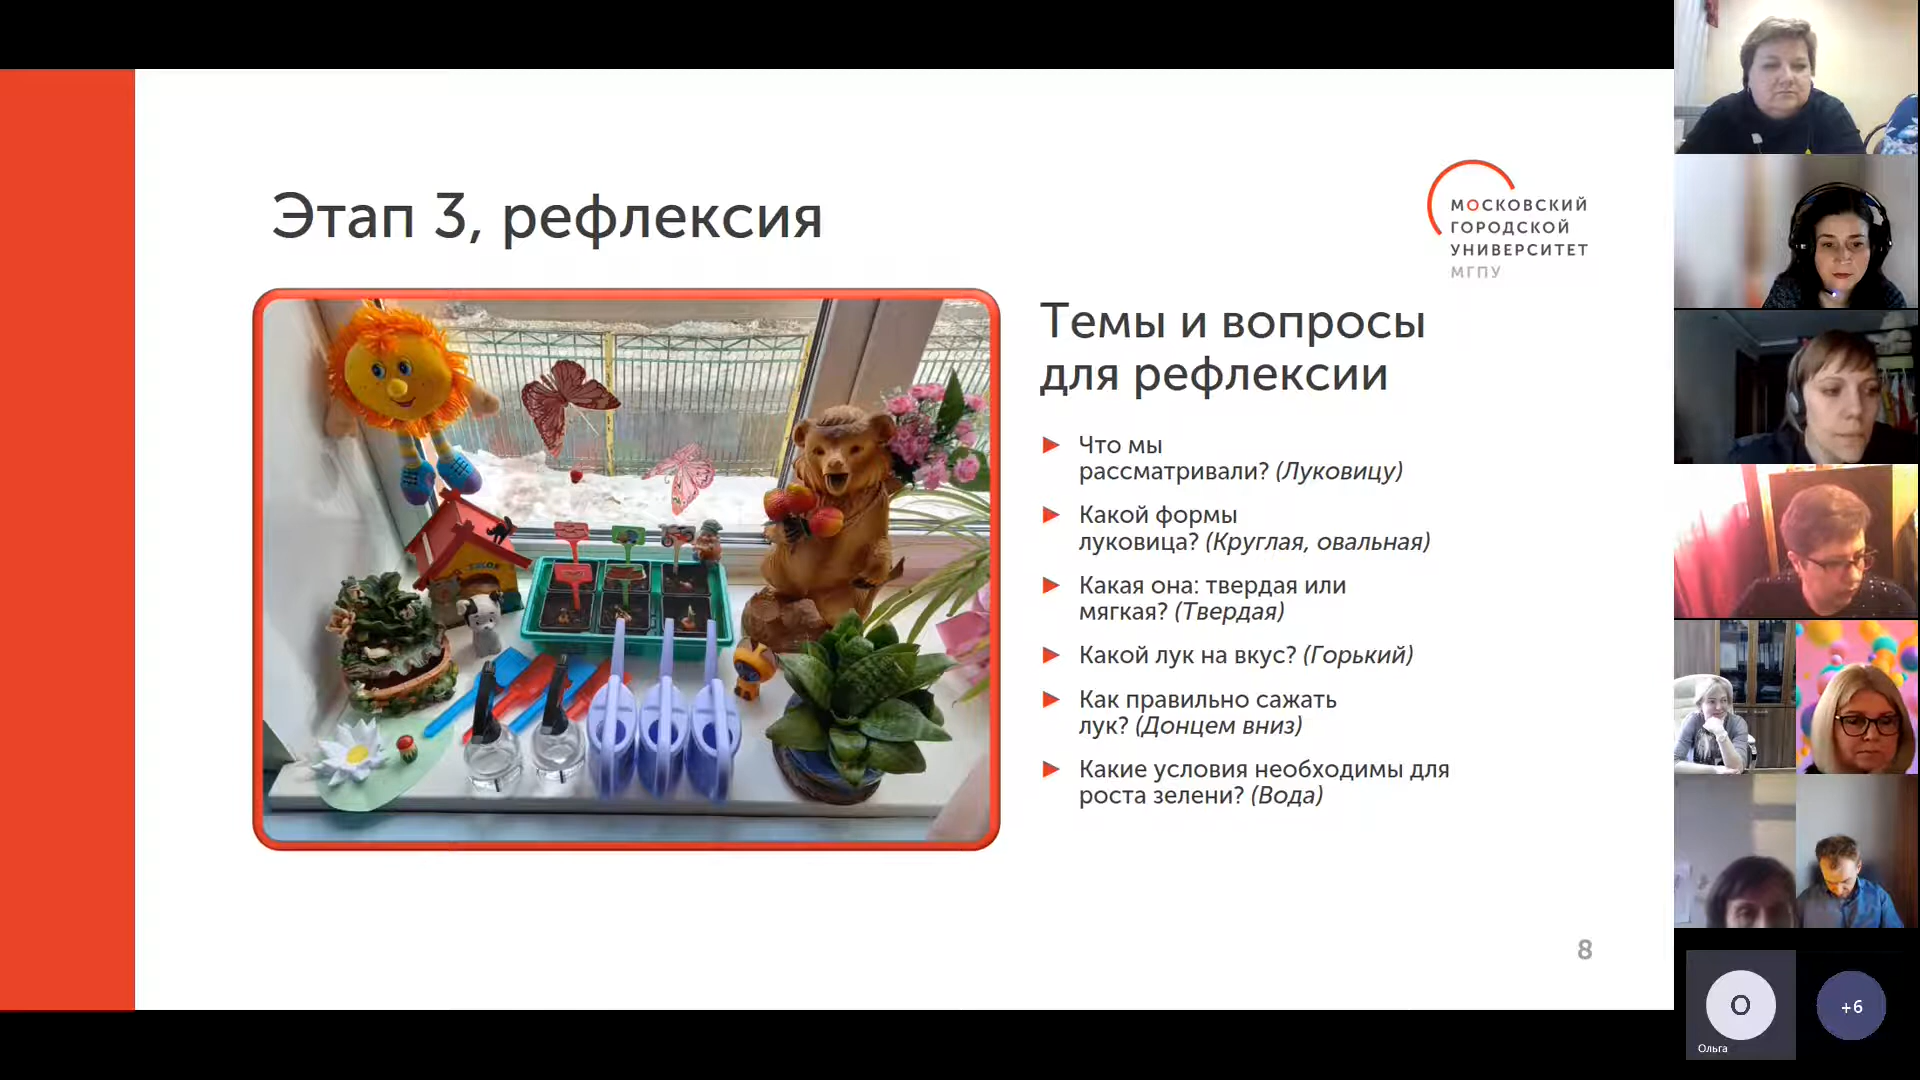 Этап 3, рефлексия
МОСКОВСКИЙ
ГОРОДСКОЙ
УНИВЕРСИТЕТ
МГПУ
Темы и вопросы
для рефлексии
Что мы
рассматривали? (Луковицу)
Какой формы
луковица? (Круглая, овальная)
Какая она: твердая или
мягкая? (Твердая)
Какой лук на вкус? (Горький)
Как правильно сажать
лук? (Донцем вниз)
Какие условия необходимы для
роста зелени? (Вода)
8
О
Ольга
+6